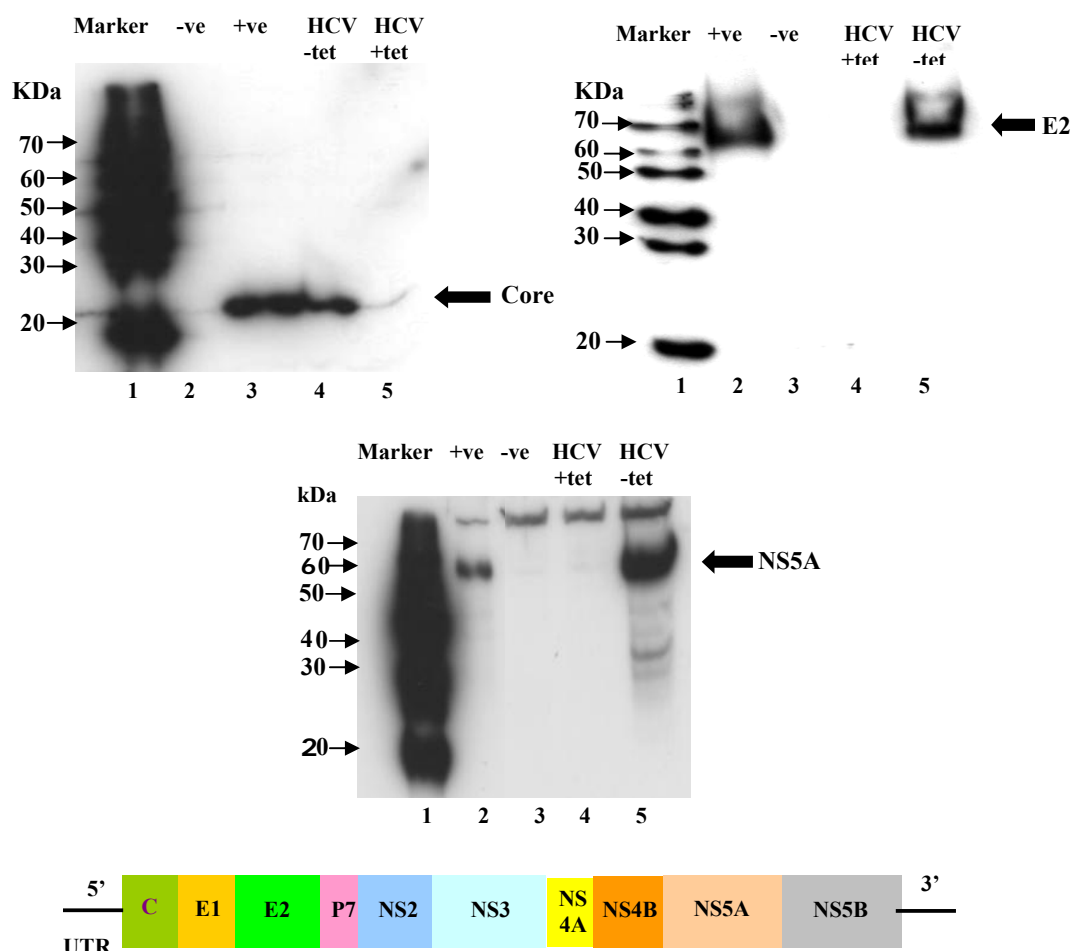 Marker -ve +ve HCV HCV
-tet +tet
KDa
70
60
50
40
30
20
Core
1 2 3 4 5
Marker +ve -ve HCV HCV
+tet -tet
KDa
70
60
50
40
30
20
E2
1 2 3 4 5
Marker +ve -ve HCV HCV
+tet -tet
kDa
70
60
50
40
30
20
NS5A
1 2 3 4 5
5’ 3’
C E1 E2 P7 NS2 NS3 NS NS4B NS5A NS5B
4A
UTR